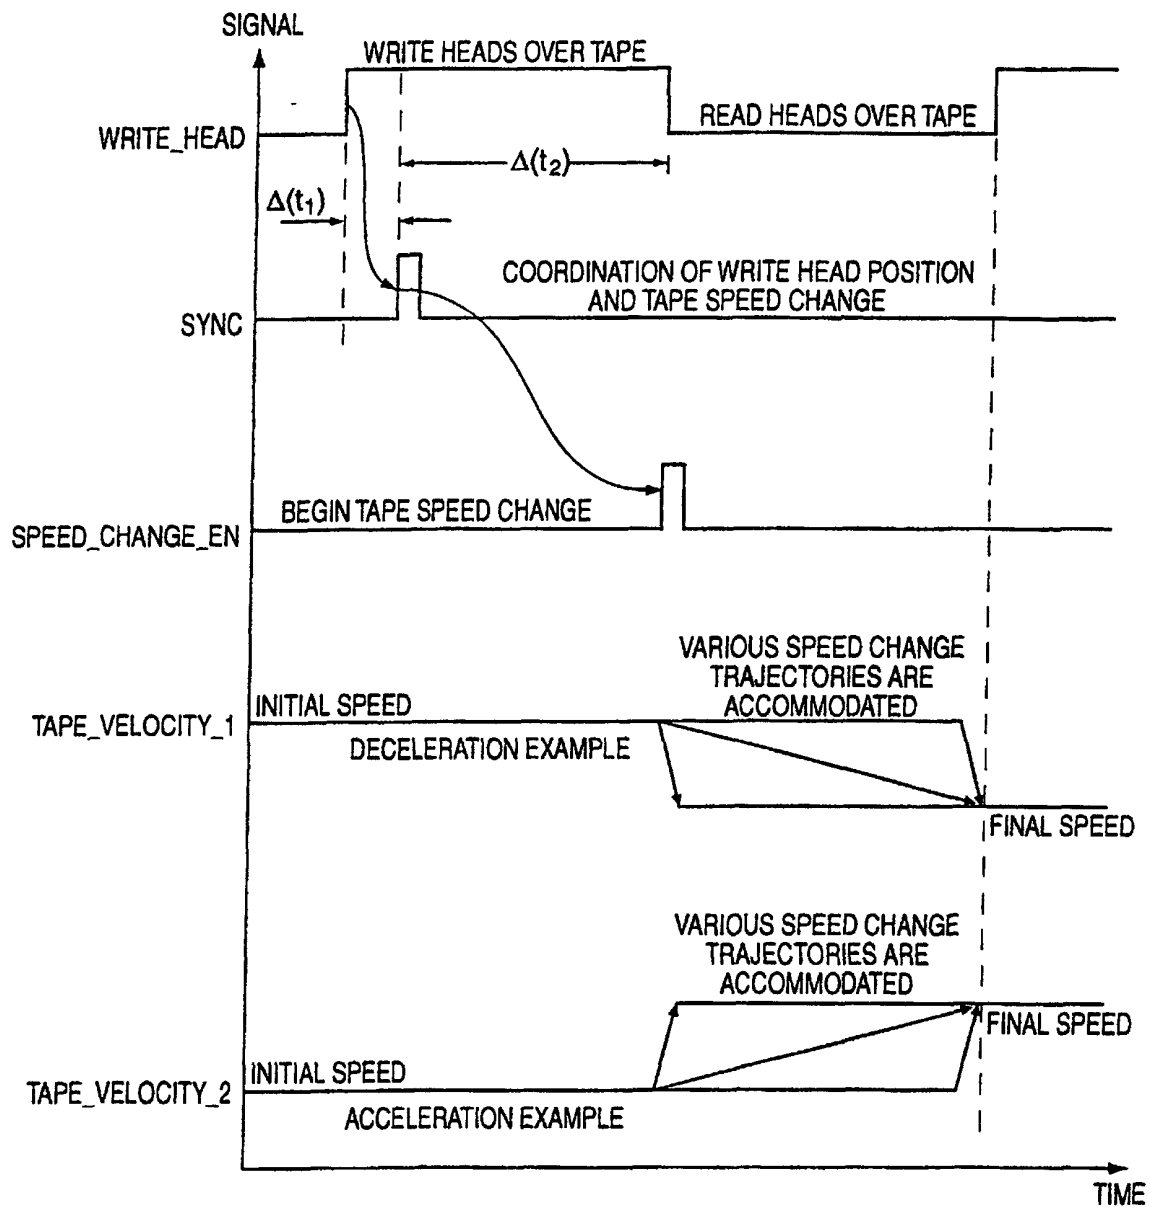 SIGNAL
WRITE HEADS OVER TAPE
READ HEADS OVER TAPE
WRITE_HEAD
Δ(t₂)
Δ(t₁)
COORDINATION OF WRITE HEAD POSITION
AND TAPE SPEED CHANGE
SYNC
BEGIN TAPE SPEED CHANGE
SPEED_CHANGE_EN
VARIOUS SPEED CHANGE
TRAJECTORIES ARE
ACCOMMODATED
INITIAL SPEED
TAPE_VELOCITY_1
DECELERATION EXAMPLE
FINAL SPEED
VARIOUS SPEED CHANGE
TRAJECTORIES ARE
ACCOMMODATED
FINAL SPEED
INITIAL SPEED
TAPE_VELOCITY_2
ACCELERATION EXAMPLE
TIME